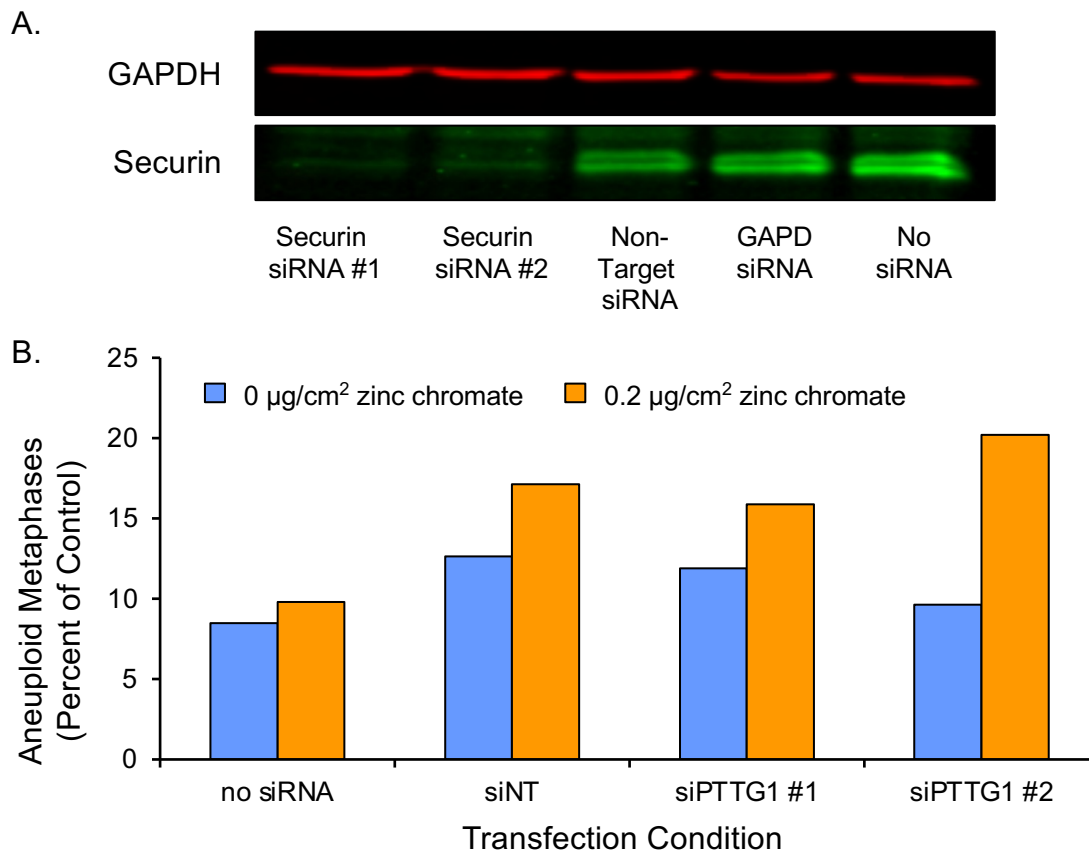 A.
GAPDH
Securin
Securin
siRNA #1
Securin
siRNA #2
Non-
Target
siRNA
GAPD
siRNA
No
siRNA
B.
0 µg/cm² zinc chromate
0.2 µg/cm² zinc chromate
Aneuploid Metaphases
(Percent of Control)
25
20
15
10
5
0
no siRNA
siNT
siPTTG1 #1
siPTTG1 #2
Transfection Condition